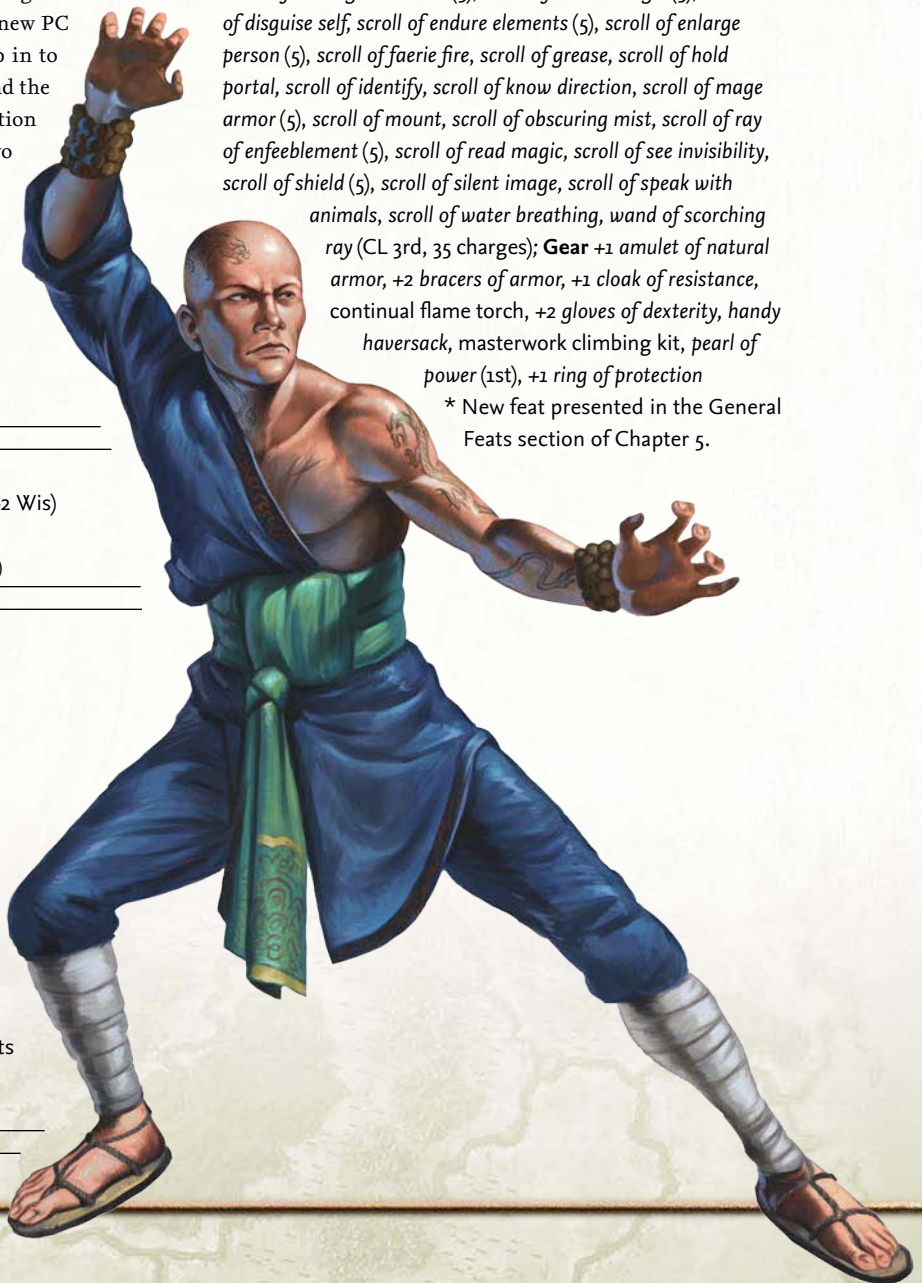 new PC
o in to
nd the
tion
vo
of disguise self, scroll of endure elements (5), scroll of enlarge
person (5), scroll of faerie fire, scroll of grease, scroll of hold
portal, scroll of identify, scroll of know direction, scroll of mage
armor (5), scroll of mount, scroll of obscuring mist, scroll of ray
of enfeeblement (5), scroll of read magic, scroll of see invisibility,
scroll of shield (5), scroll of silent image, scroll of speak with
animals, scroll of water breathing, wand of scorching
ray (CL 3rd, 35 charges); Gear +1 amulet of natural
armor, +2 bracers of armor, +1 cloak of resistance,
continual flame torch, +2 gloves of dexterity, handy
haversack, masterwork climbing kit, pearl of
power (1st), +1 ring of protection
* New feat presented in the General
Feats section of Chapter 5.
2 Wis)
)
ts